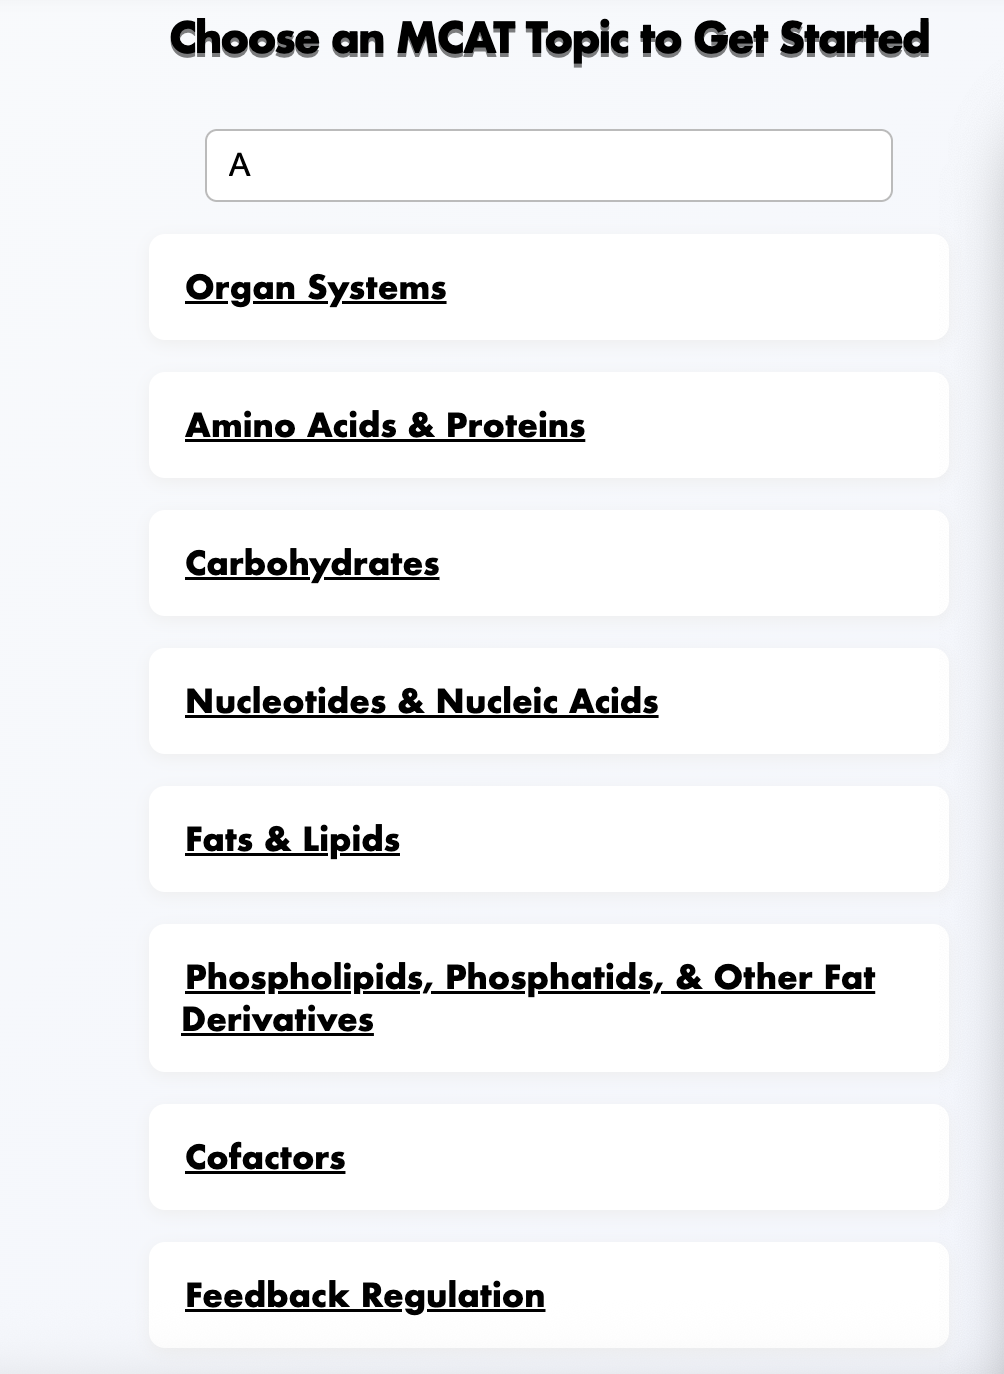 Choose an MCAT Topic to Get Started
A
Organ Systems
Amino Acids & Proteins
Carbohydrates
Nucleotides & Nucleic Acids
Fats & Lipids
Phospholipids, Phosphatids, & Other Fat
Derivatives
Cofactors
Feedback Regulation